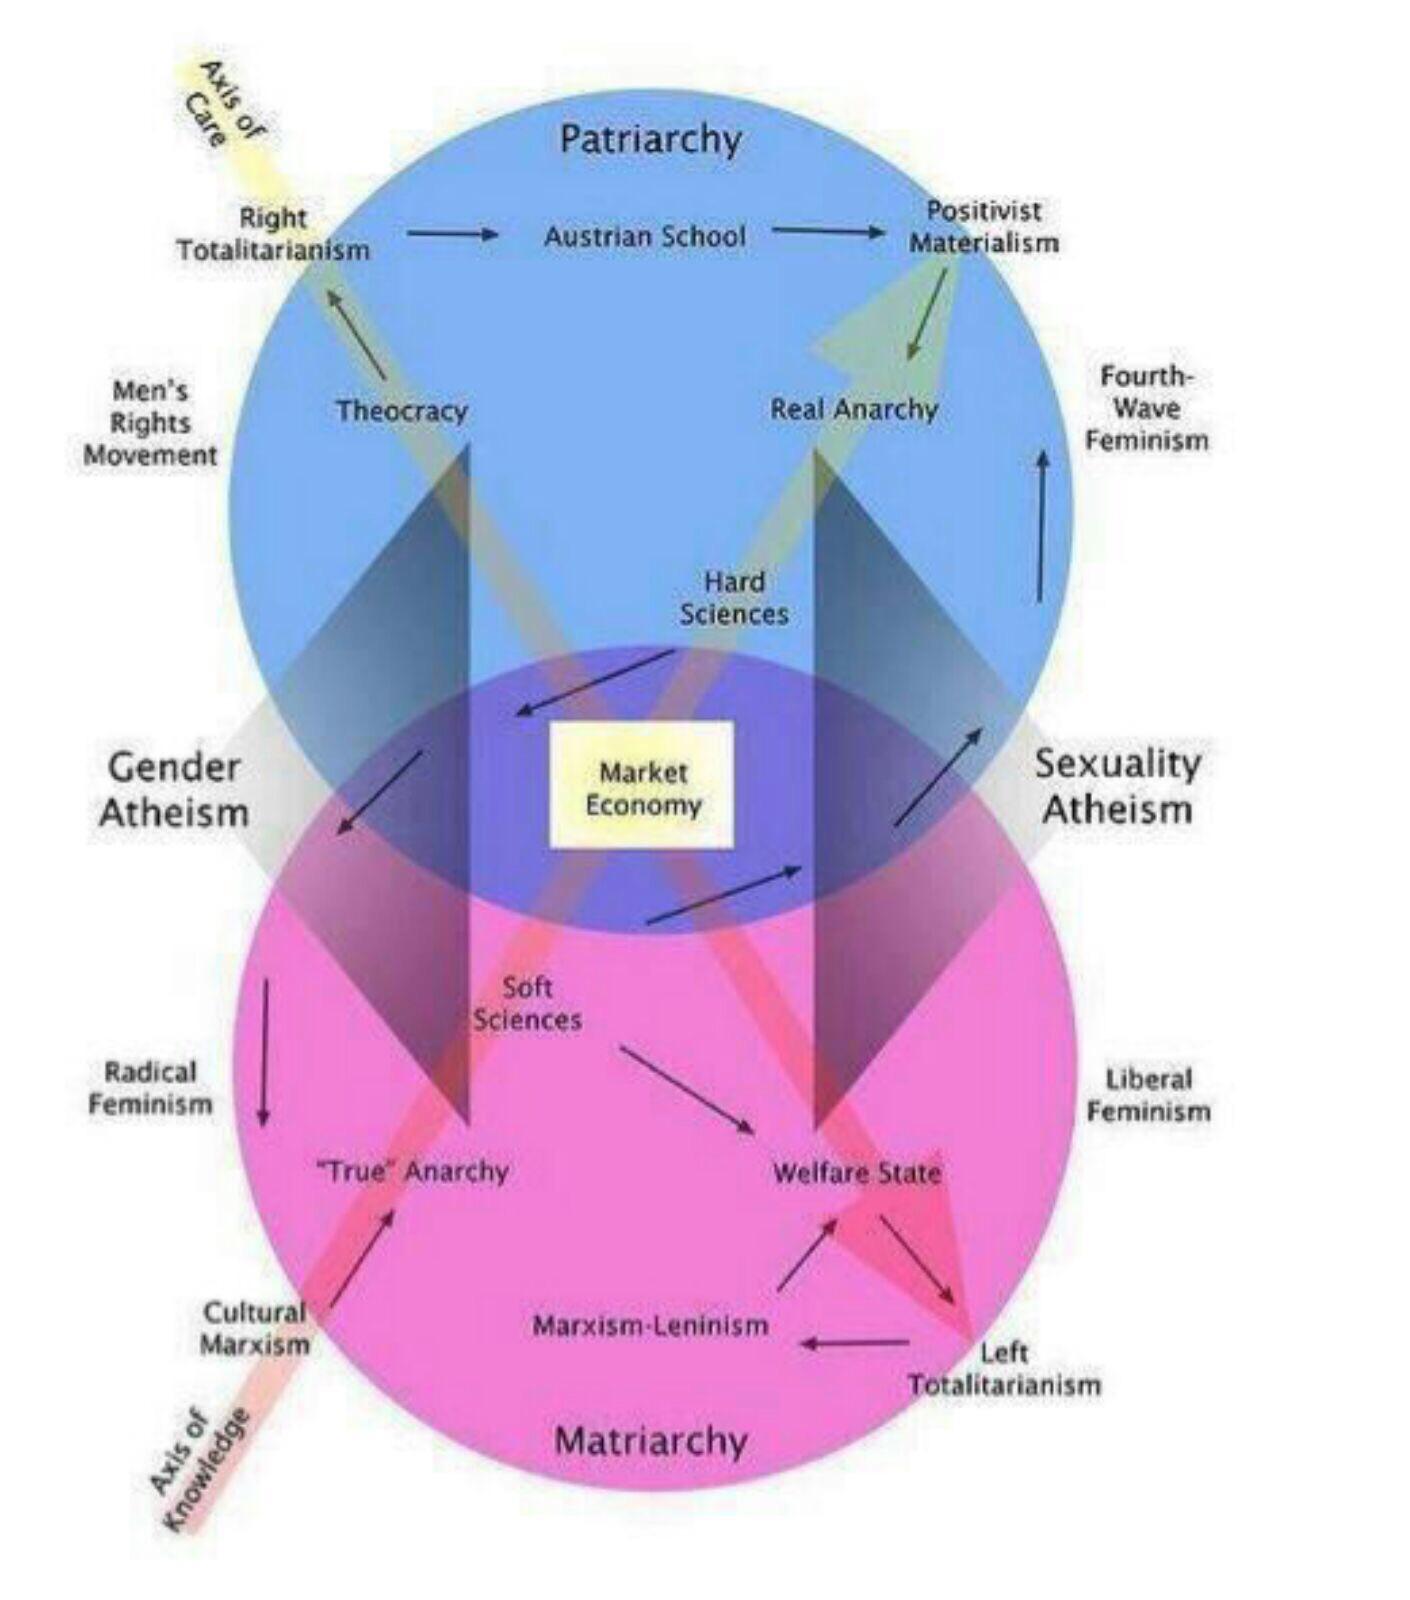 Axis of
Care
Patriarchy
Right
Totalitarianism
Austrian School
Positivist
Materialism
Men's
Rights
Movement
Theocracy
Real Anarchy
Fourth-
Wave
Feminism
Hard
Sciences
Gender
Atheism
Market
Economy
Sexuality
Atheism
Soft
Sciences
Radical
Feminism
Liberal
Feminism
"True" Anarchy
Welfare State
Cultural
Marxism
Marxism-Leninism
Left
Totalitarianism
Axis of
Knowledge
Matriarchy